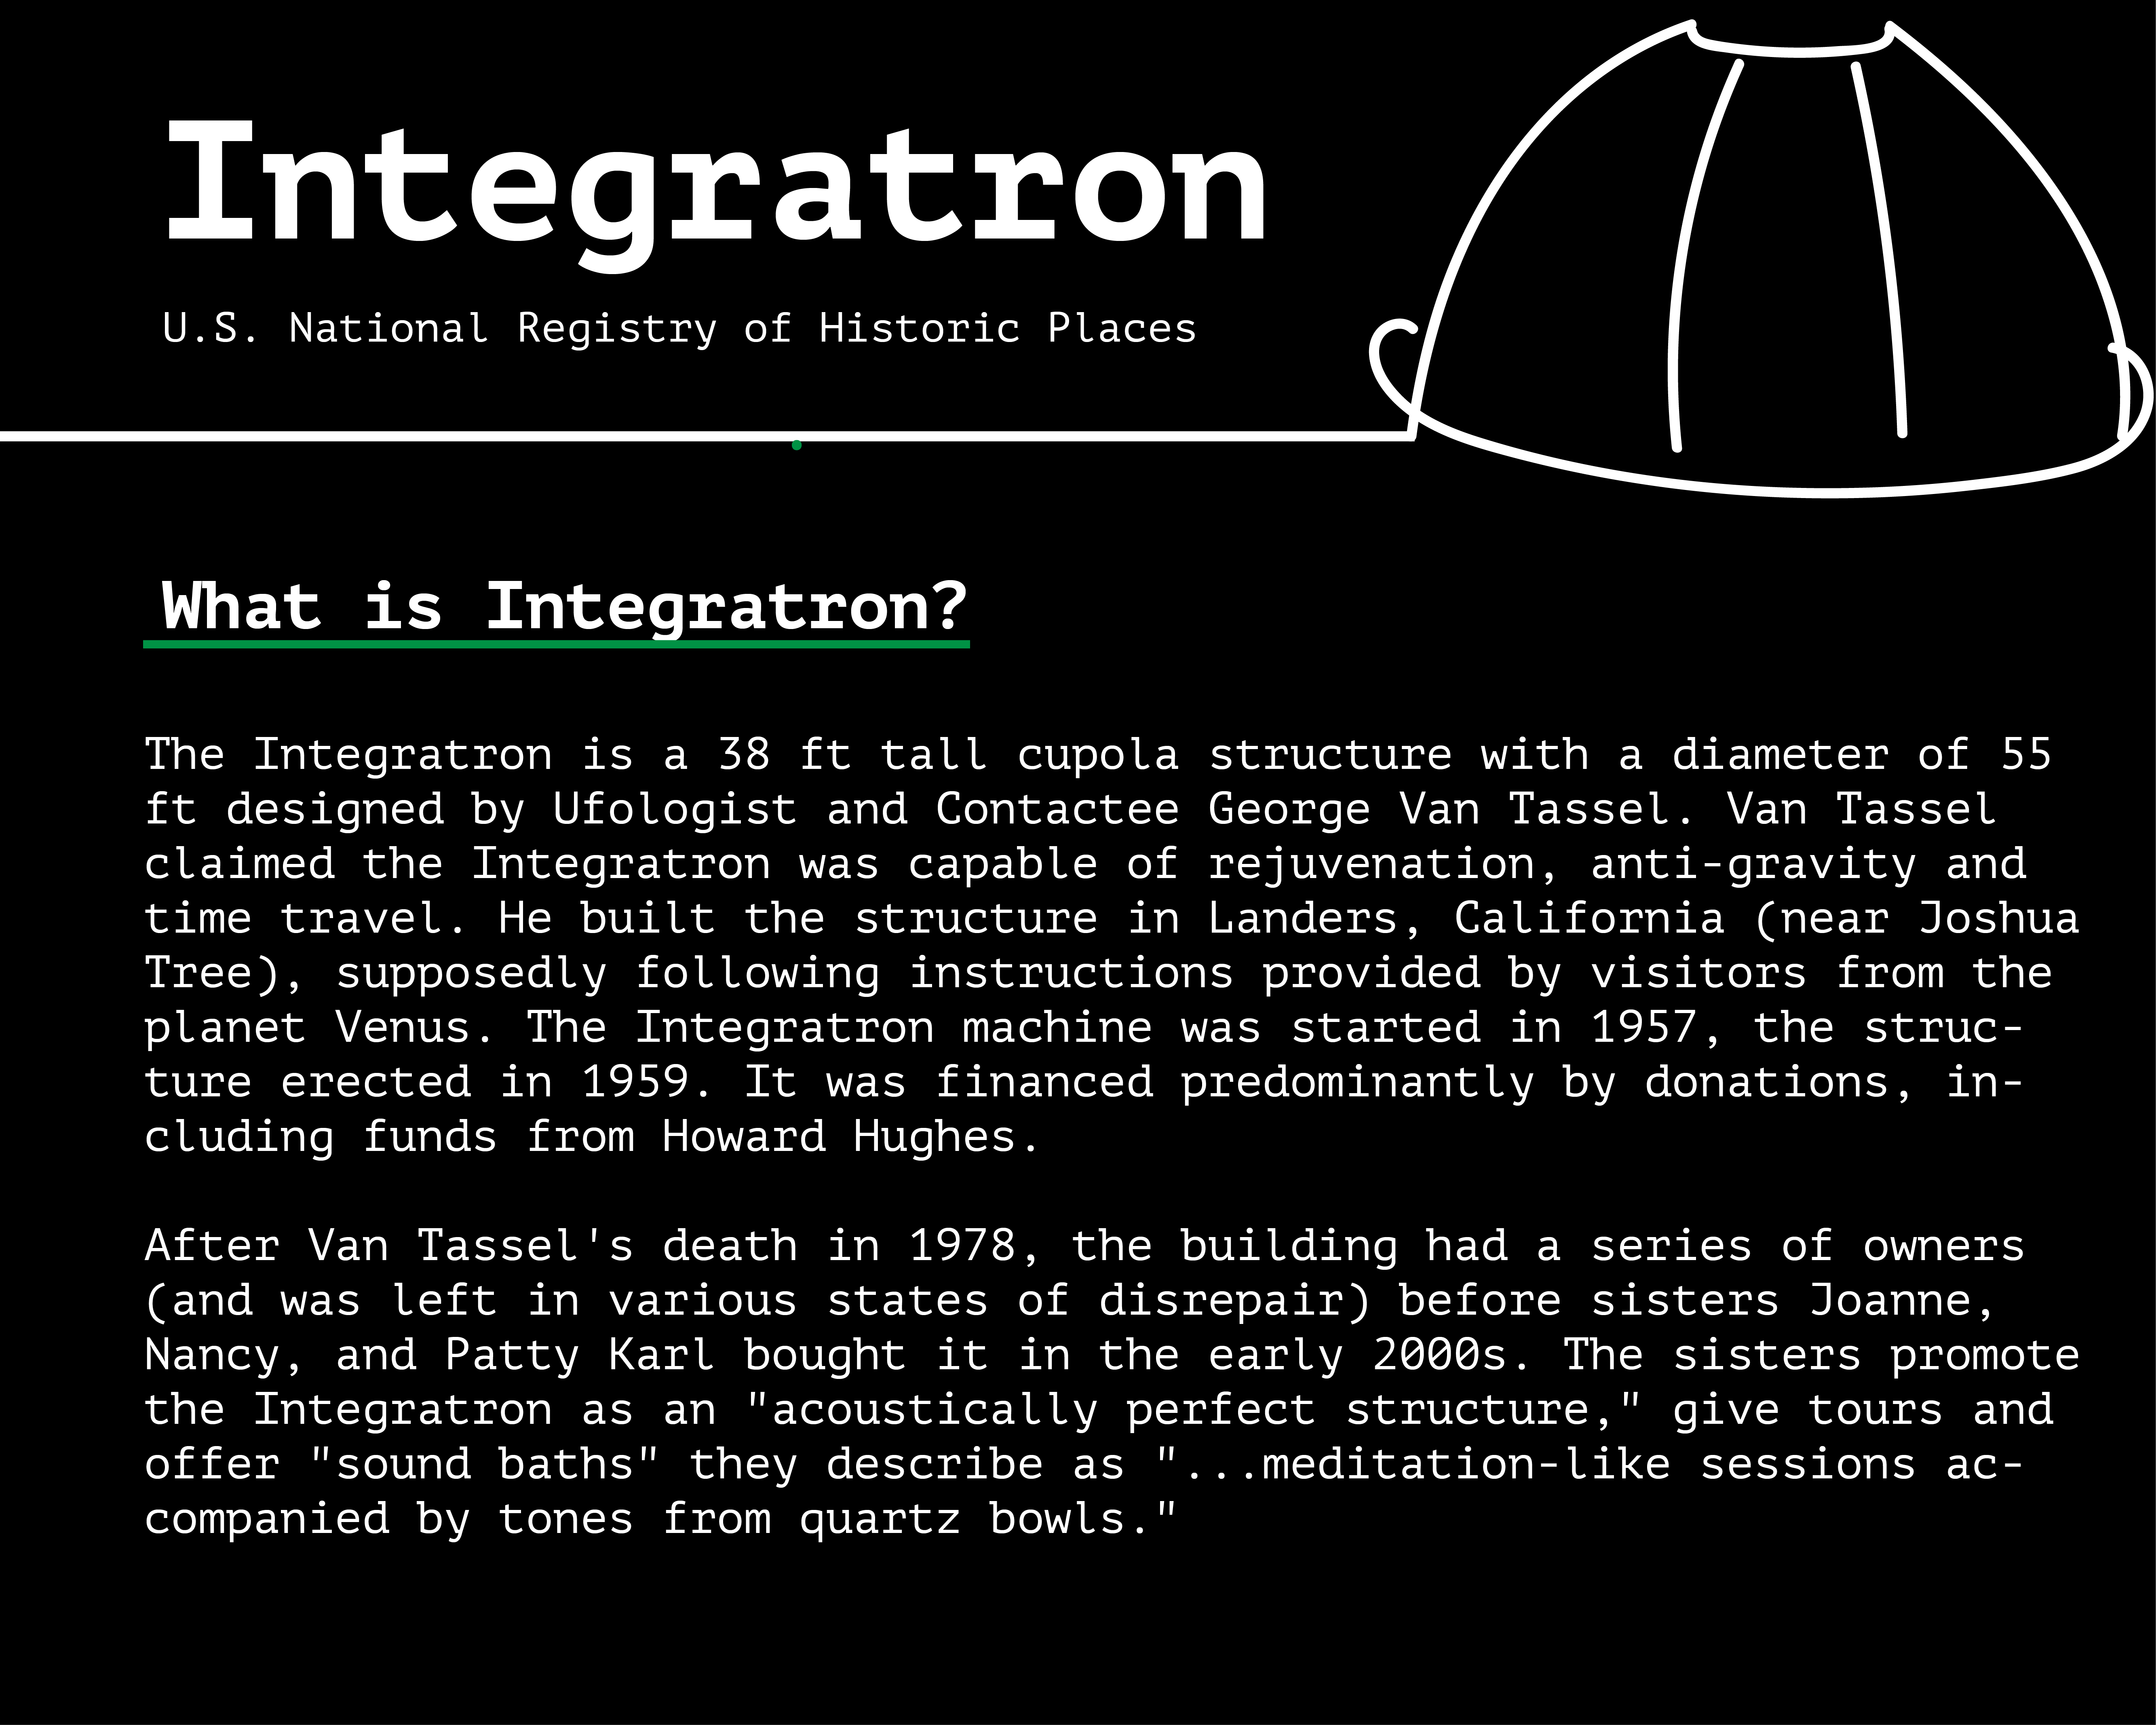 Integratron
U.S. National Registry of Historic Places
What is Integratron?
The Integratron is a 38 ft tall cupola structure with a diameter of 55
ft designed by Ufologist and Contactee George Van Tassel. Van Tassel
claimed the Integratron was capable of rejuvenation, anti-gravity and
time travel. He built the structure in Landers, California (near Joshua
Tree), supposedly following instructions provided by visitors from the
planet Venus. The Integratron machine was started in 1957, the struc-
ture erected in 1959. It was financed predominantly by donations, in-
cluding funds from Howard Hughes.
After Van Tassel's death in 1978, the building had a series of owners
(and was left in various states of disrepair) before sisters Joanne,
Nancy, and Patty Karl bought it in the early 2000s. The sisters promote
the Integratron as an "acoustically perfect structure," give tours and
offer "sound baths" they describe as "...meditation-like sessions ac-
companied by tones from quartz bowls."